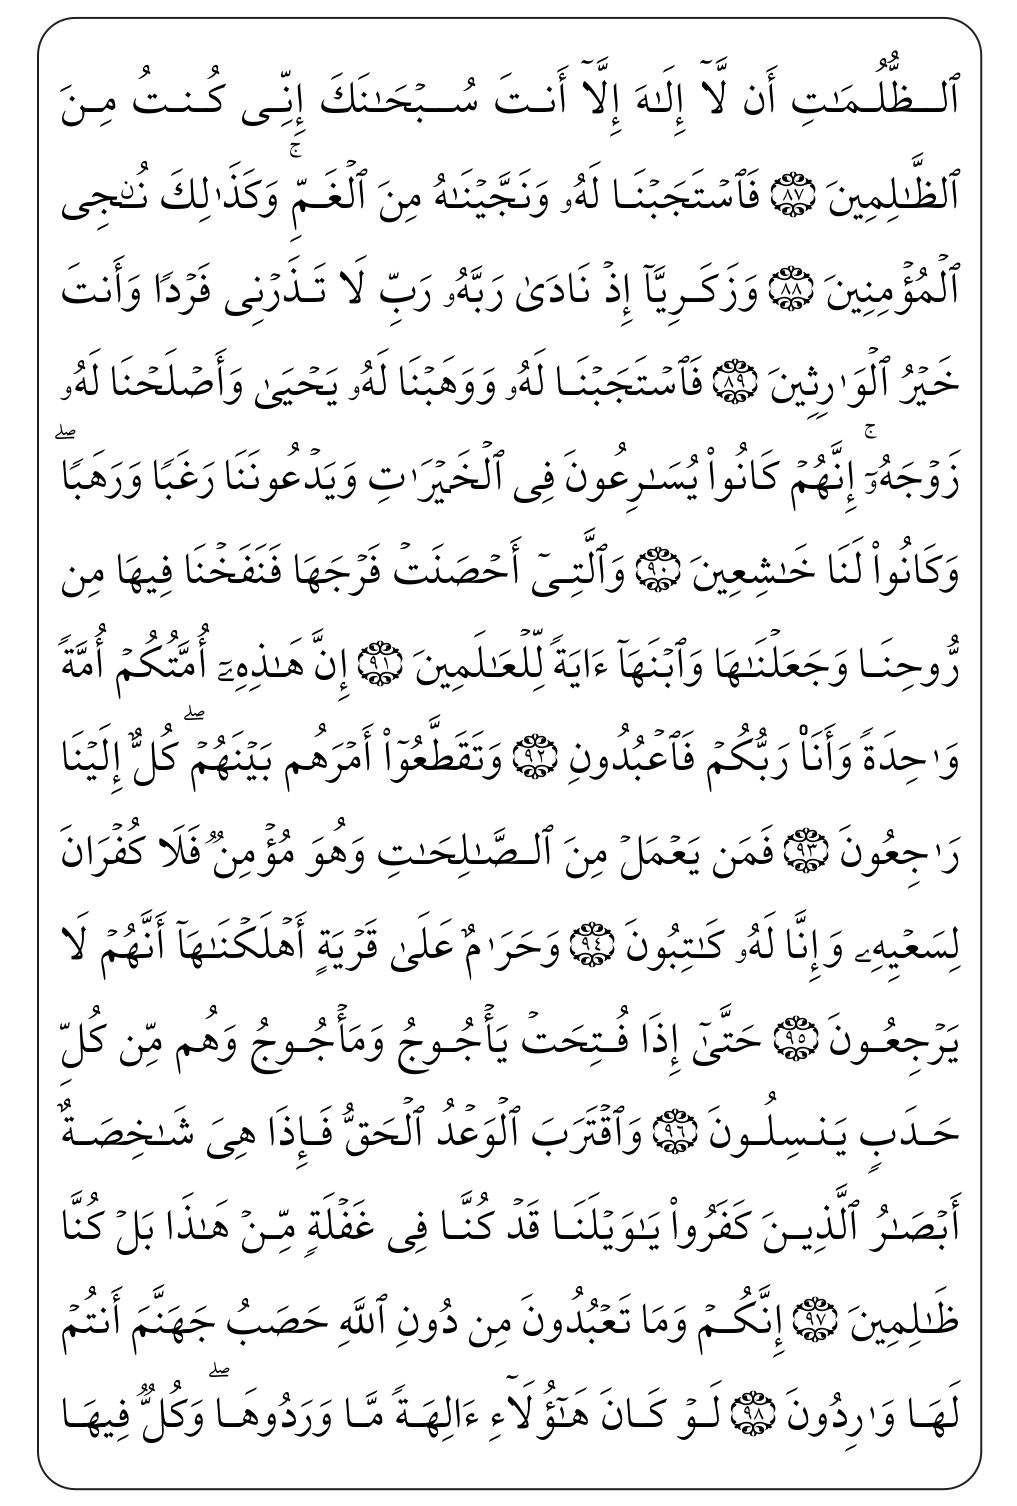 ٱلظُّلُمَٰتِ أَن لَّآ إِلَٰهَ إِلَّآ أَنتَ سُبۡحَٰنَكَ إِنِّى كُنتُ مِنَ
ٱلظَّٰلِمِينَ ٨٧ فَٱسۡتَجَبۡنَا لَهُۥ وَنَجَّيۡنَٰهُ مِنَ ٱلۡغَمِّۚ وَكَذَٰلِكَ نُـۨجِى
ٱلۡمُؤۡمِنِينَ ٨٨ وَزَكَرِيَّآ إِذۡ نَادَىٰ رَبَّهُۥ رَبِّ لَا تَذَرۡنِى فَرۡدًا وَأَنتَ
خَيۡرُ ٱلۡوَٰرِثِينَ ٨٩ فَٱسۡتَجَبۡنَا لَهُۥ وَوَهَبۡنَا لَهُۥ يَحۡيَىٰ وَأَصۡلَحۡنَا لَهُۥ
زَوۡجَهُۥٓۚ إِنَّهُمۡ كَانُوا۟ يُسَٰرِعُونَ فِى ٱلۡخَيۡرَٰتِ وَيَدۡعُونَنَا رَغَبًا وَرَهَبًاۖ
وَكَانُوا۟ لَنَا خَٰشِعِينَ ٩٠ وَٱلَّتِىٓ أَحۡصَنَتۡ فَرۡجَهَا فَنَفَخۡنَا فِيهَا مِن
رُّوحِنَا وَجَعَلۡنَٰهَا وَٱبۡنَهَآ ءَايَةً لِّلۡعَٰلَمِينَ ٩١ إِنَّ هَٰذِهِۦٓ أُمَّتُكُمۡ أُمَّةً
وَٰحِدَةً وَأَنَا۠ رَبُّكُمۡ فَٱعۡبُدُونِ ٩٢ وَتَقَطَّعُوٓا۟ أَمۡرَهُم بَيۡنَهُمۡۖ كُلٌّ إِلَيۡنَا
رَٰجِعُونَ ٩٣ فَمَن يَعۡمَلۡ مِنَ ٱلصَّٰلِحَٰتِ وَهُوَ مُؤۡمِنٌ فَلَا كُفۡرَانَ
لِسَعۡيِهِۦ وَإِنَّا لَهُۥ كَٰتِبُونَ ٩٤ وَحَرَٰمٌ عَلَىٰ قَرۡيَةٍ أَهۡلَكۡنَٰهَآ أَنَّهُمۡ لَا
يَرۡجِعُونَ ٩٥ حَتَّىٰٓ إِذَا فُتِحَتۡ يَأۡجُوجُ وَمَأۡجُوجُ وَهُم مِّن كُلِّ
حَدَبٍ يَنسِلُونَ ٩٦ وَٱقۡتَرَبَ ٱلۡوَعۡدُ ٱلۡحَقُّ فَإِذَا هِىَ شَٰخِصَةٌ
أَبۡصَٰرُ ٱلَّذِينَ كَفَرُوا۟ يَٰوَيۡلَنَا قَدۡ كُنَّا فِى غَفۡلَةٍ مِّنۡ هَٰذَا بَلۡ كُنَّا
ظَٰلِمِينَ ٩٧ إِنَّكُمۡ وَمَا تَعۡبُدُونَ مِن دُونِ ٱللَّهِ حَصَبُ جَهَنَّمَ أَنتُمۡ
لَهَا وَٰرِدُونَ ٩٨ لَوۡ كَانَ هَٰٓؤُلَآءِ ءَالِهَةً مَّا وَرَدُوهَاۖ وَكُلٌّ فِيهَا